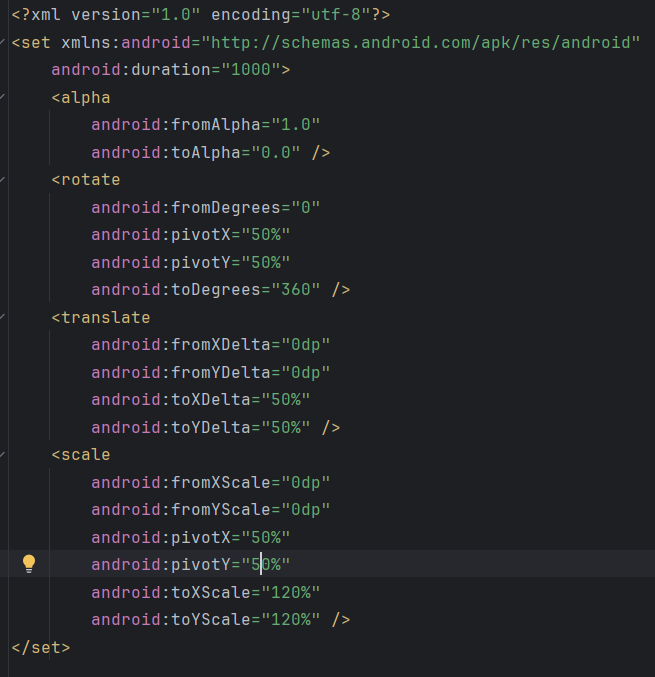 <?xml version="1.0" encoding="utf-8"?>
<set xmlns:android="http://schemas.android.com/apk/res/android"
    android:duration="1000">
    <alpha
        android:fromAlpha="1.0"
        android:toAlpha="0.0" />
    <rotate
        android:fromDegrees="0"
        android:pivotX="50%"
        android:pivotY="50%"
        android:toDegrees="360" />
    <translate
        android:fromXDelta="0dp"
        android:fromYDelta="0dp"
        android:toXDelta="50%"
        android:toYDelta="50%" />
    <scale
        android:fromXScale="0dp"
        android:fromYScale="0dp"
        android:pivotX="50%"
        android:pivotY="50%"
        android:toXScale="120%"
        android:toYScale="120%" />
</set>